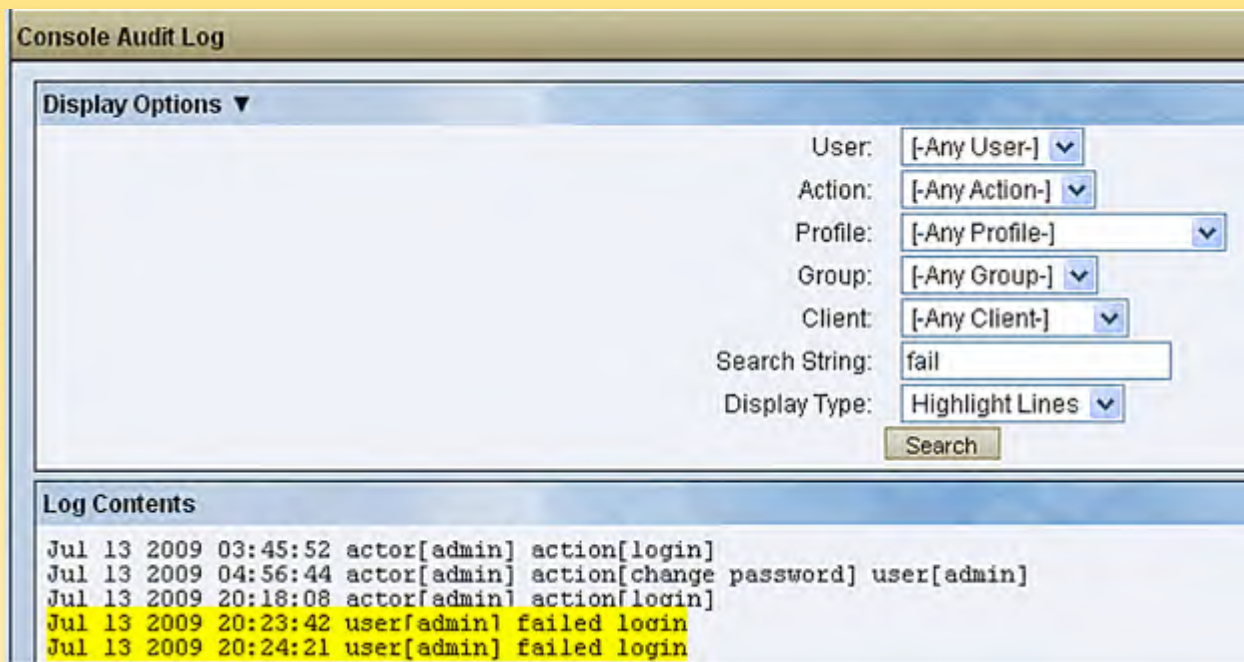 Console Audit Log
Display Options ▼
User: [-Any User-]
Action: [-Any Action-]
Profile: [-Any Profile-]
Group: [-Any Group-]
Client: [-Any Client-]
Search String: fail
Display Type: Highlight Lines
Search
Log Contents
Jul 13 2009 03:45:52 actor[admin] action[login]
Jul 13 2009 04:56:44 actor[admin] action[change password] user[admin]
Jul 13 2009 20:18:08 actor[admin] action[login]
Jul 13 2009 20:23:42 user[admin] failed login
Jul 13 2009 20:24:21 user[admin] failed login